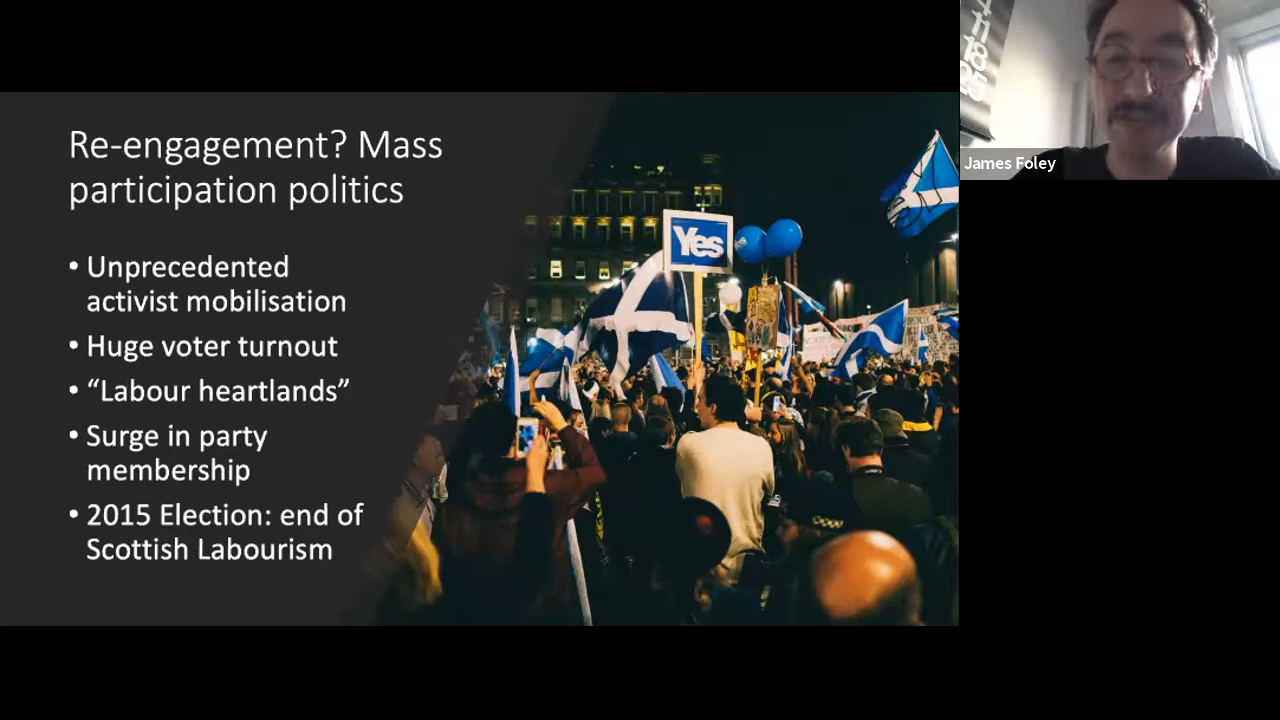 Re-engagement? Mass
participation politics
• Unprecedented
activist mobilisation
• Huge voter turnout
• “Labour heartlands”
• Surge in party
membership
• 2015 Election: end of
Scottish Labourism
Yes
James Foley